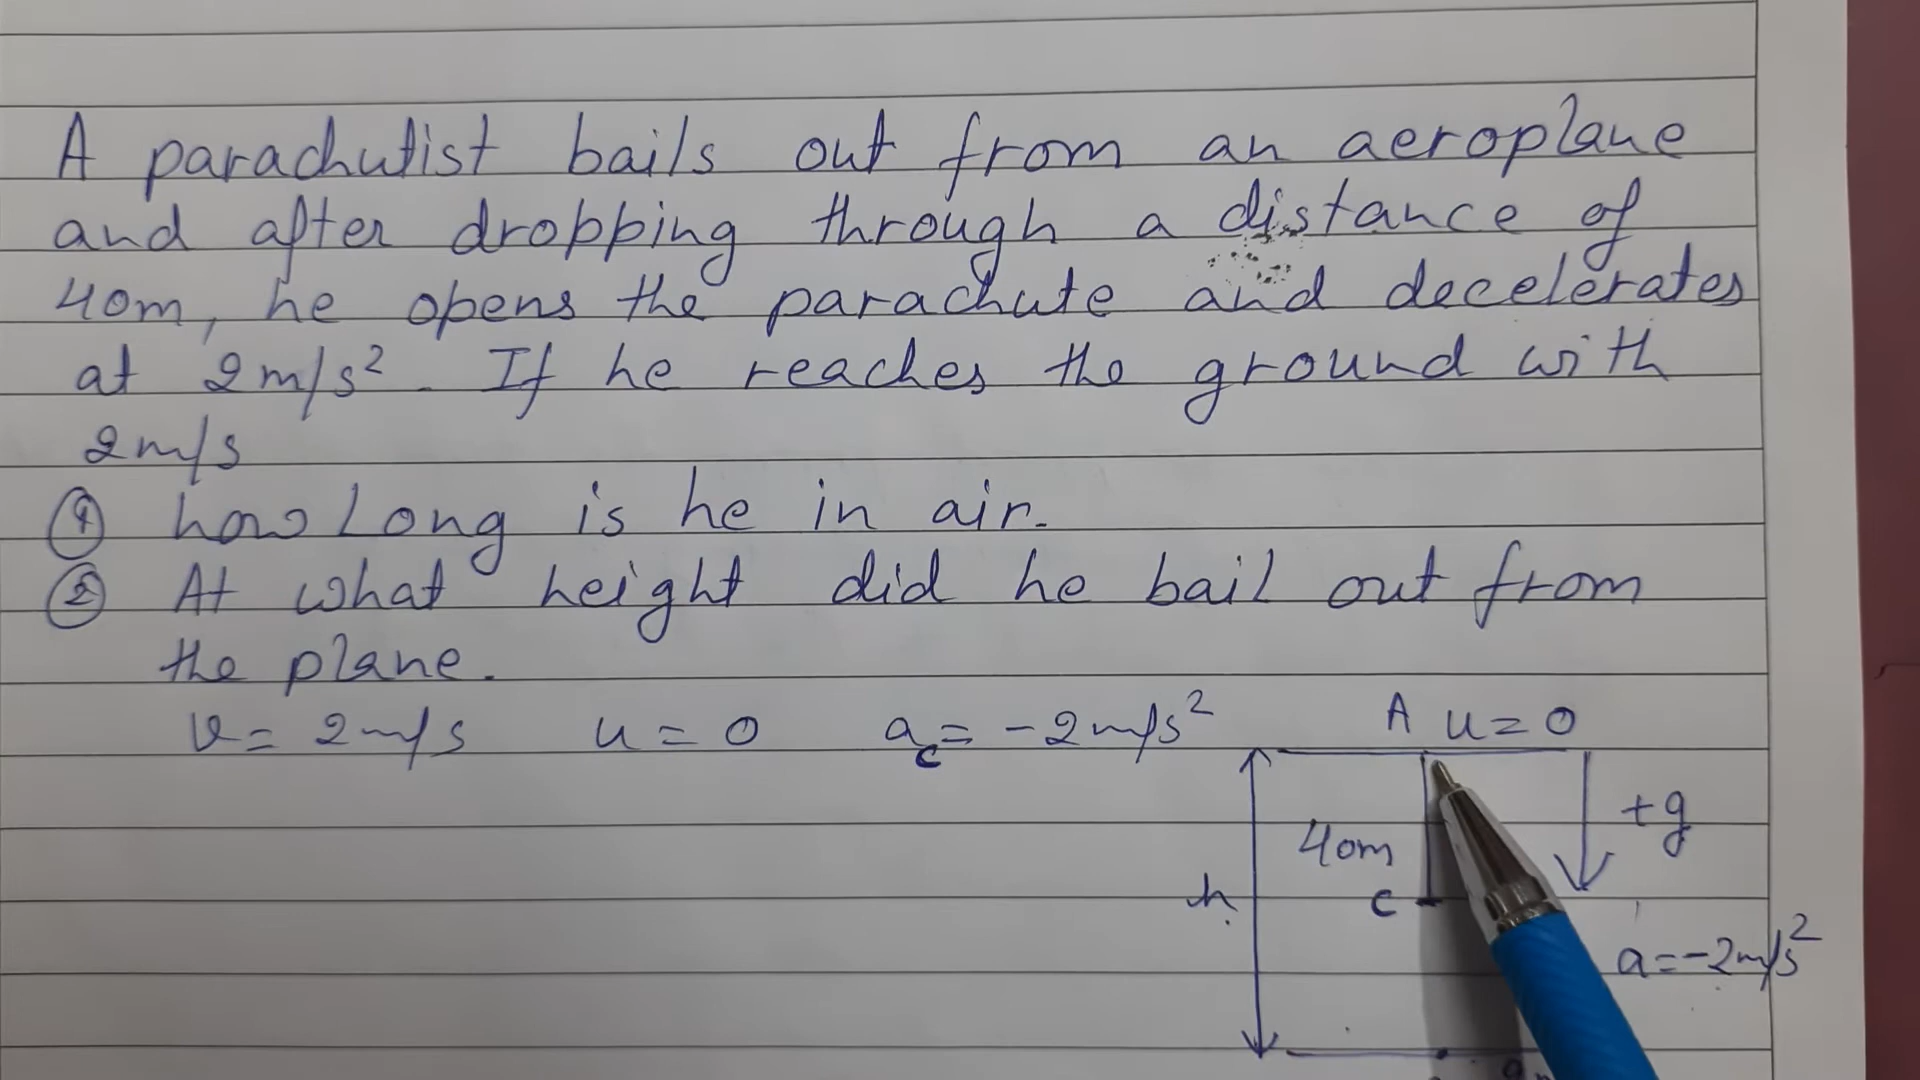 A parachutist bails out from an aeroplane
and after dropping through a distance of
40m, he opens the parachute and decelerates
at 2m/s². If he reaches the ground with
2m/s
① how long is he in air.
② At what height did he bail out from
the plane.
v = 2m/s u = 0 a_c = -2m/s²
A u = 0
+g
40m
h
c
a = -2m/s²